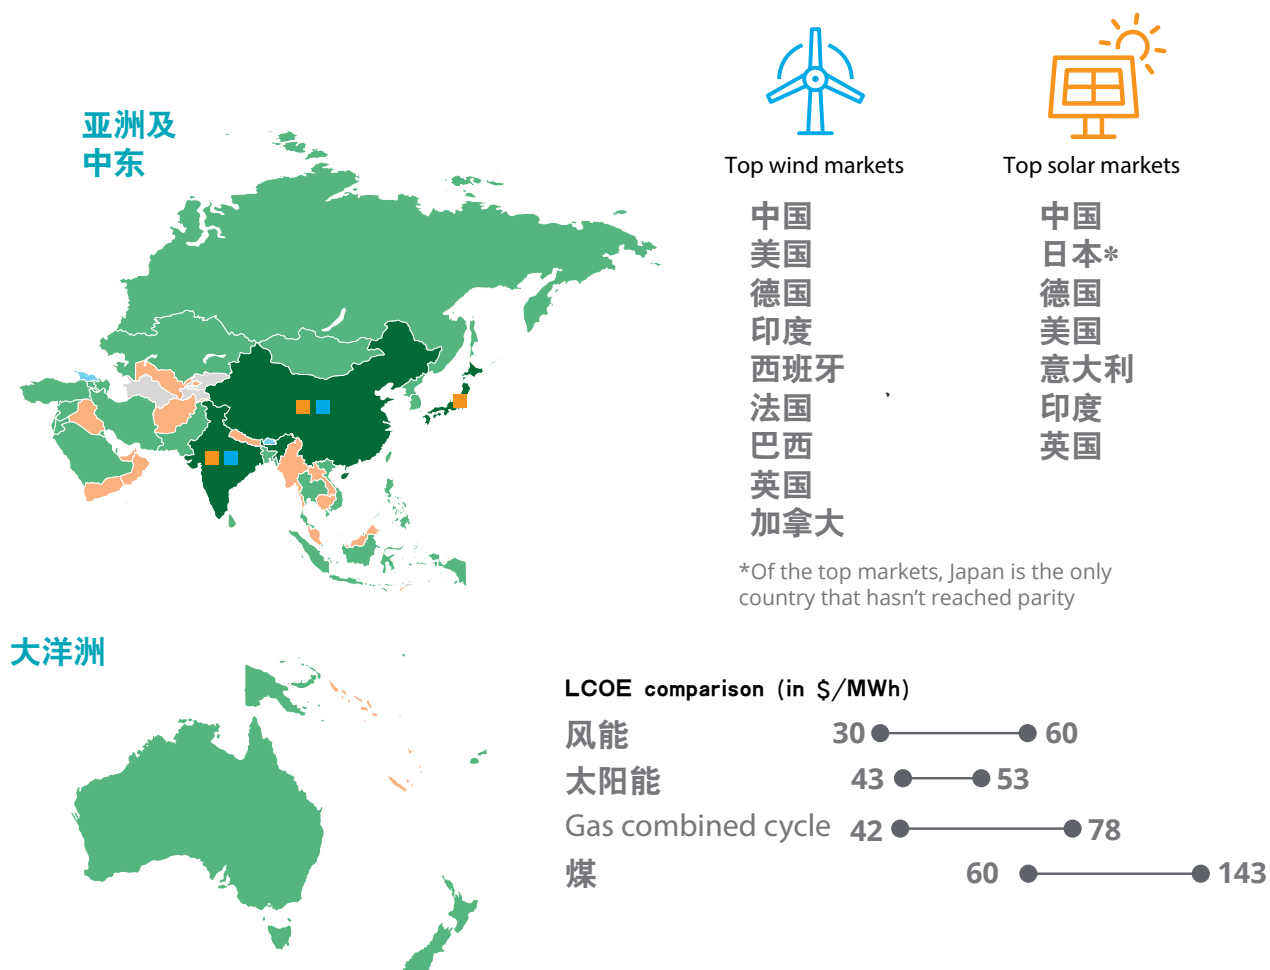 亚洲及
中东
Top wind markets
中国
美国
德国
印度
西班牙
法国
巴西
英国
加拿大
Top solar markets
中国
日本*
德国
美国
意大利
印度
英国
*Of the top markets, Japan is the only
country that hasn't reached parity
大洋洲
LCOE comparison (in $/MWh)
风能 30 60
太阳能 43 53
Gas combined cycle 42 78
煤 60 143